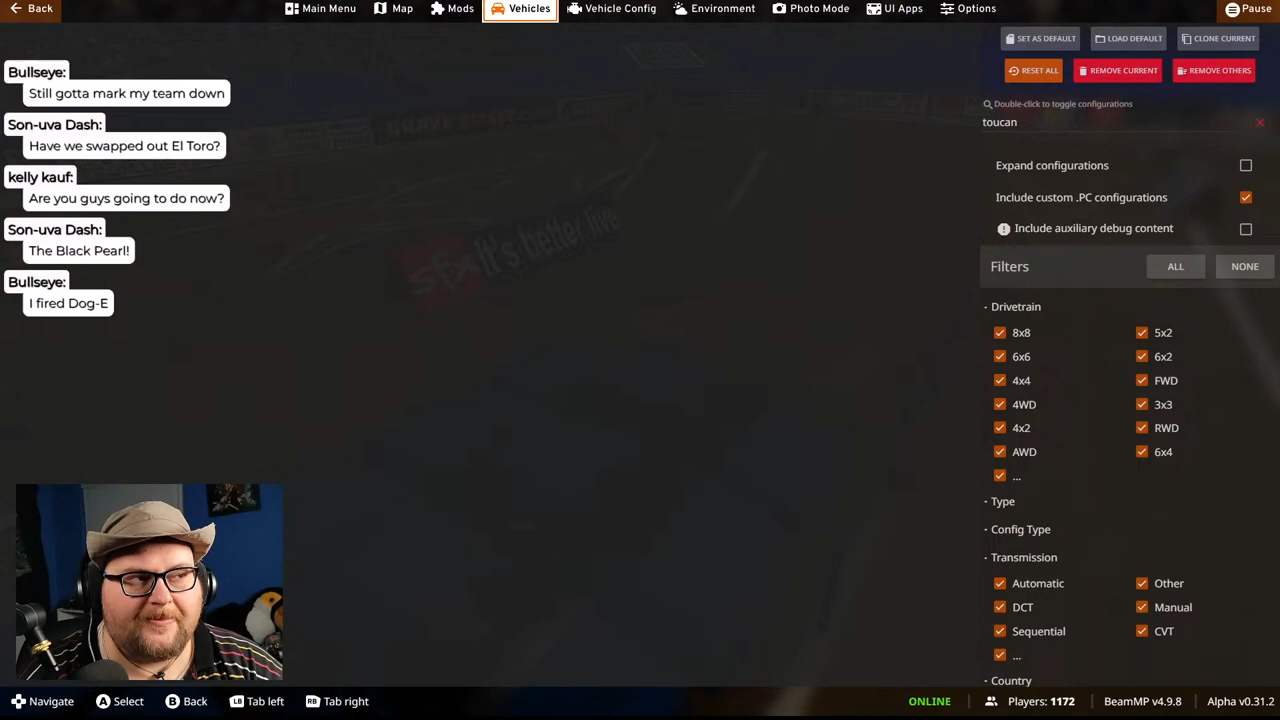 Back
Main Menu
Map
Mods
Vehicles
Vehicle Config
Environment
Photo Mode
UI Apps
Options
Pause
SET AS DEFAULT
LOAD DEFAULT
CLONE CURRENT
RESET ALL
REMOVE CURRENT
REMOVE OTHERS
Double-click to toggle configurations
toucan
Expand configurations
Include custom .PC configurations
Include auxiliary debug content
Filters
ALL
NONE
- Drivetrain
8x8
5x2
6x6
6x2
4x4
FWD
4WD
3x3
4x2
RWD
AWD
6x4
...
- Type
- Config Type
- Transmission
Automatic
Other
DCT
Manual
Sequential
CVT
...
- Country
Bullseye:
Still gotta mark my team down
Son-uva Dash:
Have we swapped out El Toro?
kelly kauf:
Are you guys going to do now?
Son-uva Dash:
The Black Pearl!
Bullseye:
I fired Dog-E
It's better live
Navigate
A Select
B Back
LB Tab left
RB Tab right
ONLINE
Players: 1172
BeamMP v4.9.8
Alpha v0.31.2